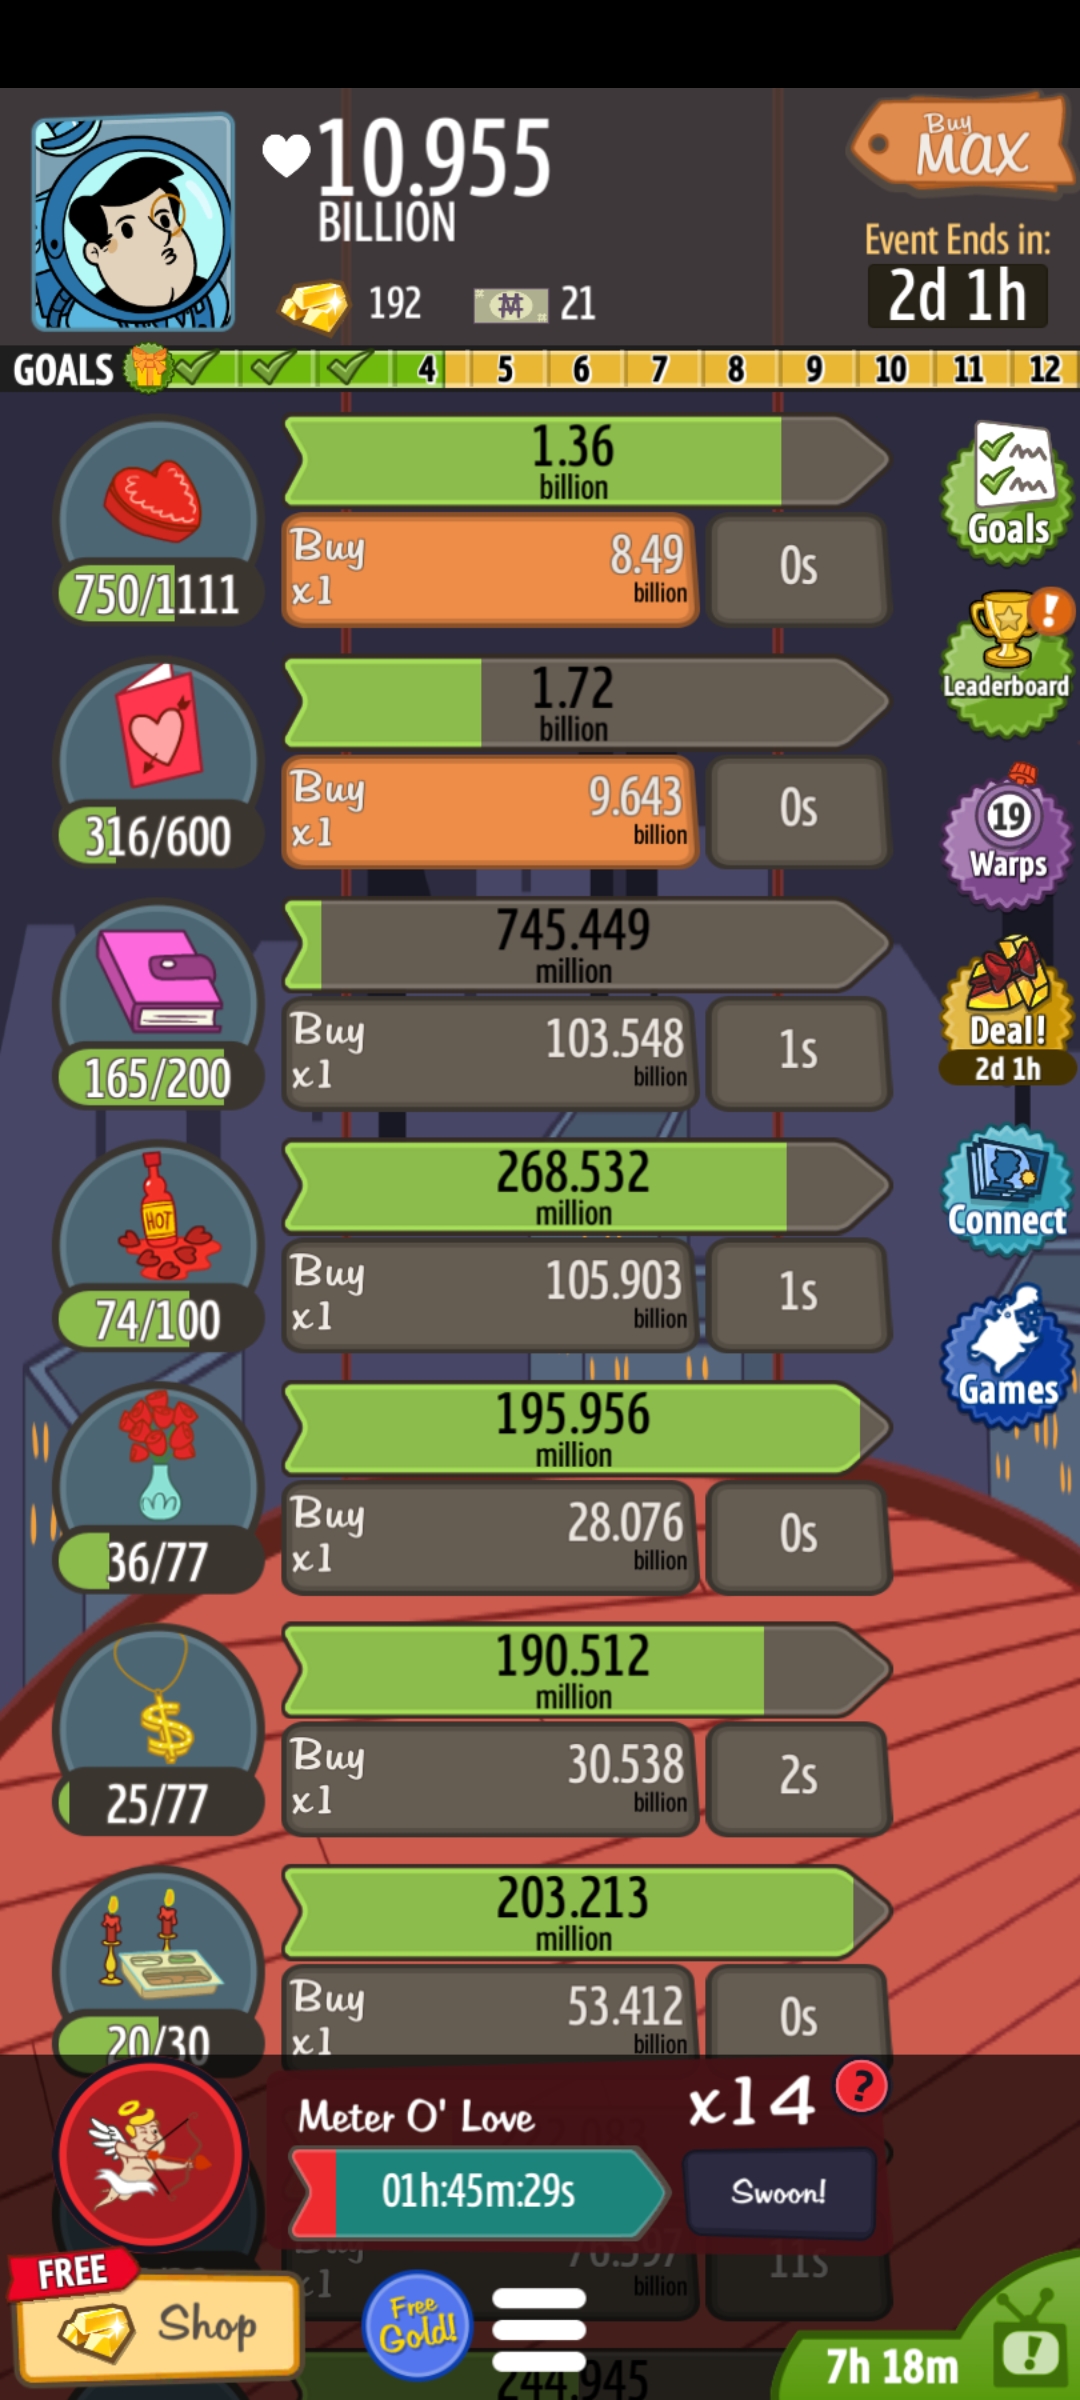 10.955
BILLION
Buy
MAX
Event Ends in:
2d 1h
192
21
GOALS 4 5 6 7 8 9 10 11 12
1.36
billion
Buy
x1
8.49
billion
0s
750/1111
Goals
Leaderboard
1.72
billion
Buy
x1
9.643
billion
0s
316/600
19
Warps
745.449
million
Buy
x1
103.548
billion
1s
165/200
Deal!
2d 1h
268.532
million
HOT
Buy
x1
105.903
billion
1s
74/100
Connect
195.956
million
Buy
x1
28.076
billion
0s
36/77
Games
190.512
million
Buy
x1
30.538
billion
2s
25/77
203.213
million
Buy
x1
53.412
billion
0s
20/30
Meter O' Love
x14
?
01h:45m:29s
Swoon!
Buy
x1
billion
11s
FREE
Shop
Free
Gold!
244.945
7h 18m